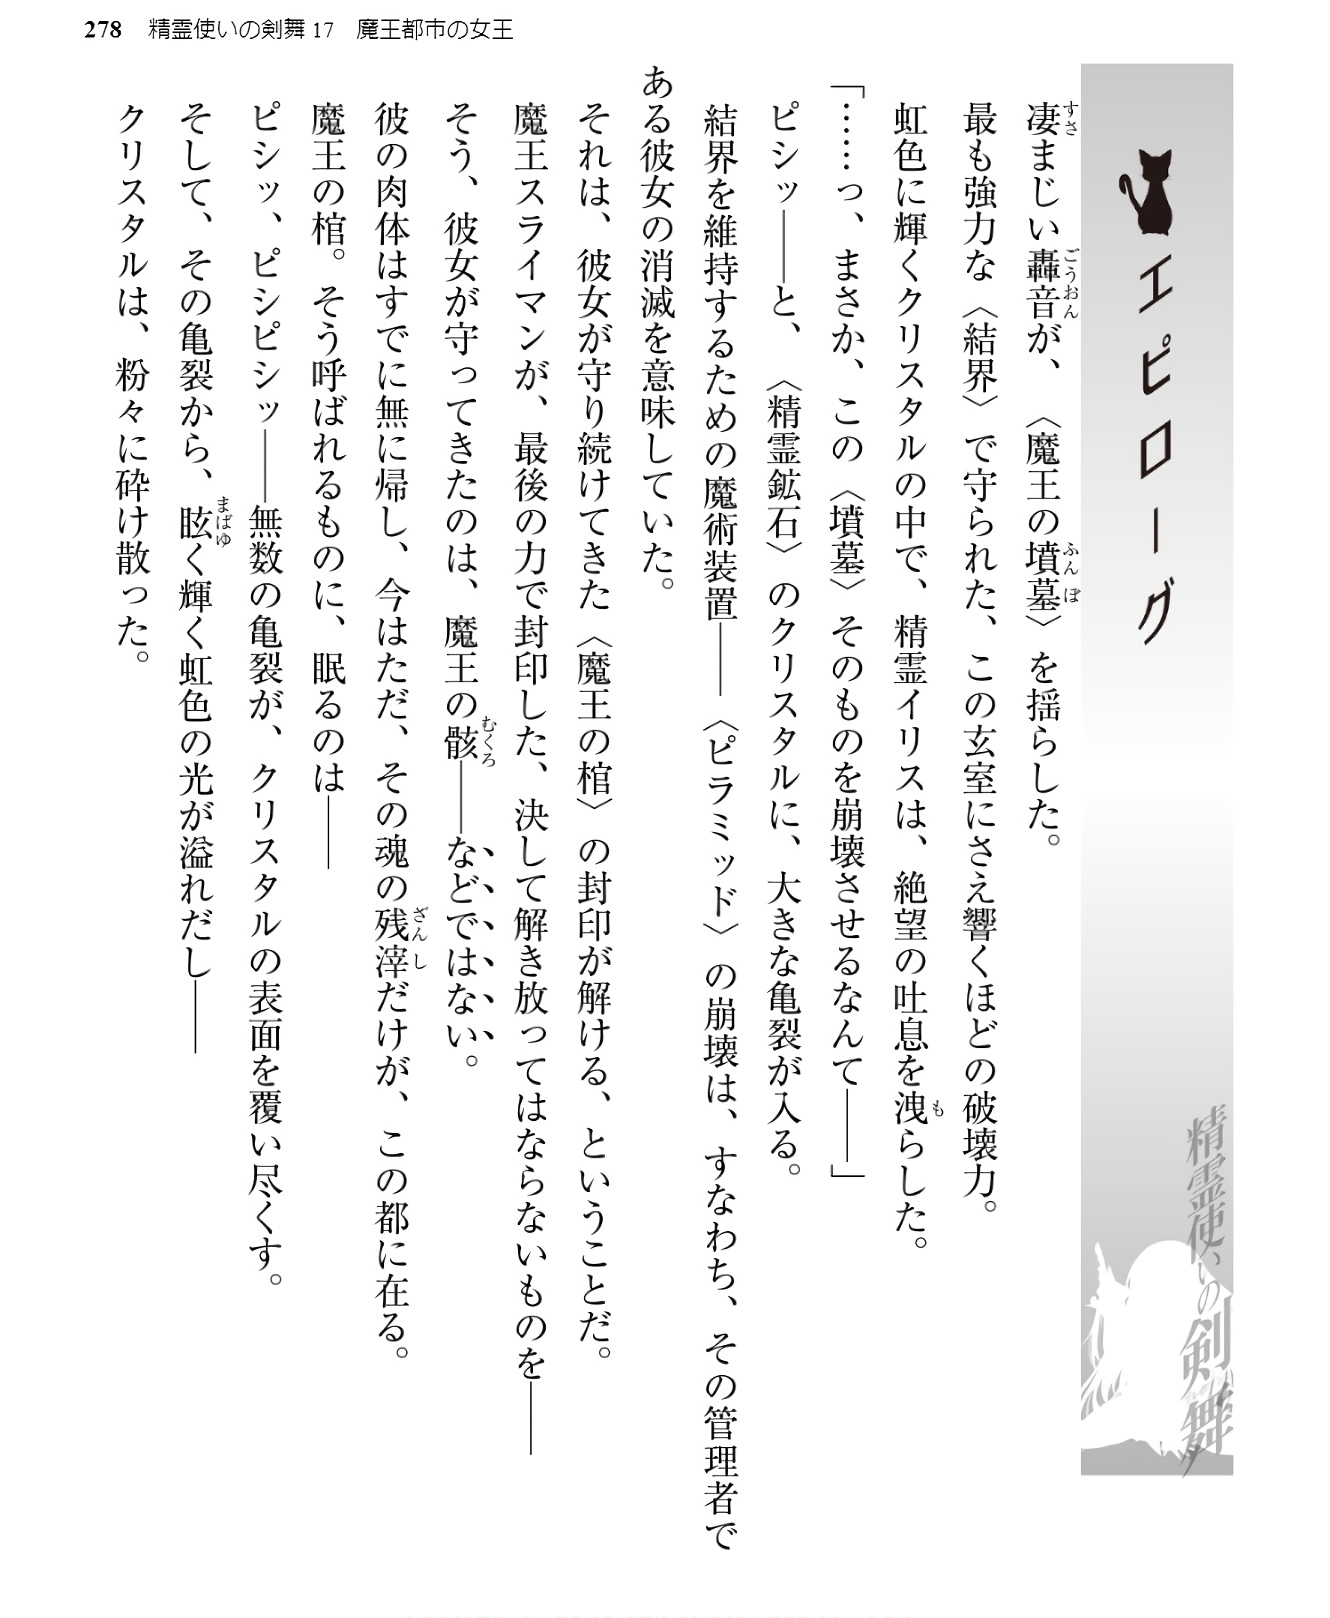 278 精霊使いの剣舞17 魔王都市の女王
エピローグ
精霊使いの剣舞
凄まじい轟音が、〈魔王の墳墓〉を揺らした。
最も強力な〈結界〉で守られた、この玄室にさえ響くほどの破壊力。
虹色に輝くクリスタルの中で、精霊イリスは、絶望の吐息を洩らした。
「……っ、まさか、この〈墳墓〉そのものを崩壊させるなんて――」
ピシッ――と、〈精霊鉱石〉のクリスタルに、大きな亀裂が入る。
結界を維持するための魔術装置――〈ピラミッド〉の崩壊は、すなわち、その管理者で
ある彼女の消滅を意味していた。
それは、彼女が守り続けてきた〈魔王の棺〉の封印が解ける、ということだ。
魔王スライマンが、最後の力で封印した、決して解き放ってはならないものを――
そう、彼女が守ってきたのは、魔王の骸――などではない。
彼の肉体はすでに無に帰し、今はただ、その魂の残滓だけが、この都に在る。
魔王の棺。そう呼ばれるものに、眠るのは――
ピシッ、ピシピシッ――無数の亀裂が、クリスタルの表面を覆い尽くす。
そして、その亀裂から、眩く輝く虹色の光が溢れだし――
クリスタルは、粉々に砕け散った。